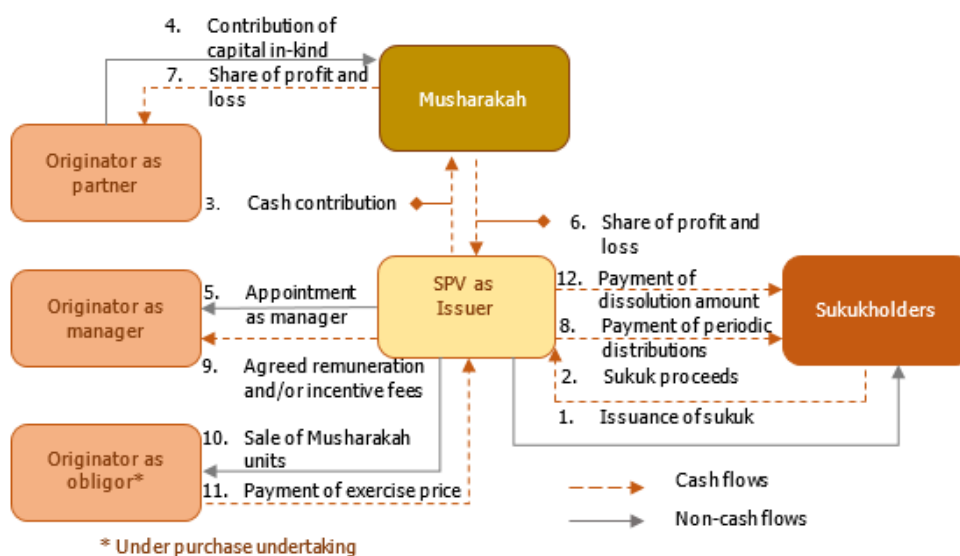 4. Contribution of
capital in-kind
7. Share of profit and
loss
Musharakah
Originator as
partner
3. Cash contribution
6. Share of profit and
loss
SPV as
Issuer
12. Payment of
dissolution amount
Sukukholders
Originator as
manager
5. Appointment
as manager
8. Payment of periodic
distributions
9. Agreed remuneration
and/or incentive fees
2. Sukuk proceeds
1. Issuance of sukuk
Originator as
obligor*
10. Sale of Musharakah
units
11. Payment of exercise price
Cash flows
Non-cash flows
* Under purchase undertaking